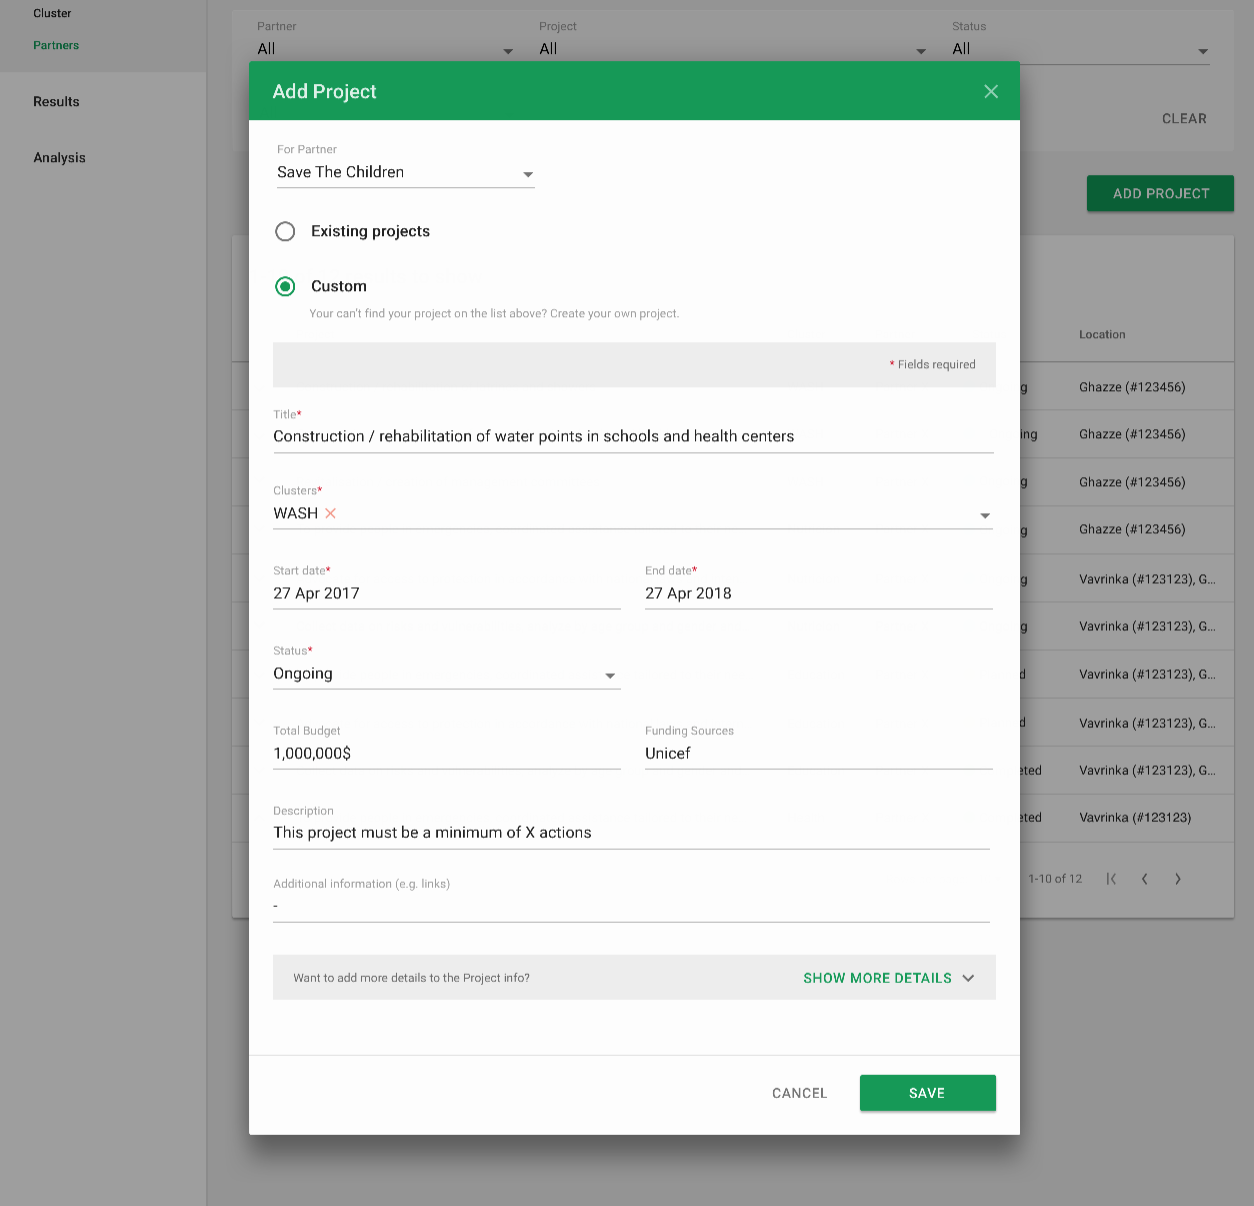 Cluster
Partners
Results
Analysis
Partner
All
Project
All
Status
All
CLEAR
ADD PROJECT
Add Project
For Partner
Save The Children
Existing projects
Custom
Your can't find your project on the list above? Create your own project.
* Fields required
Title*
Construction / rehabilitation of water points in schools and health centers
Clusters*
WASH
Start date*
27 Apr 2017
End date*
27 Apr 2018
Status*
Ongoing
Total Budget
1,000,000$
Funding Sources
Unicef
Description
This project must be a minimum of X actions
Additional information (e.g. links)
-
Want to add more details to the Project info?
SHOW MORE DETAILS
CANCEL
SAVE
Location
g Ghazze (#123456)
ing Ghazze (#123456)
g Ghazze (#123456)
g Ghazze (#123456)
g Vavrinka (#123123), G...
g Vavrinka (#123123), G...
d Vavrinka (#123123), G...
d Vavrinka (#123123), G...
eted Vavrinka (#123123), G...
eted Vavrinka (#123123)
1-10 of 12